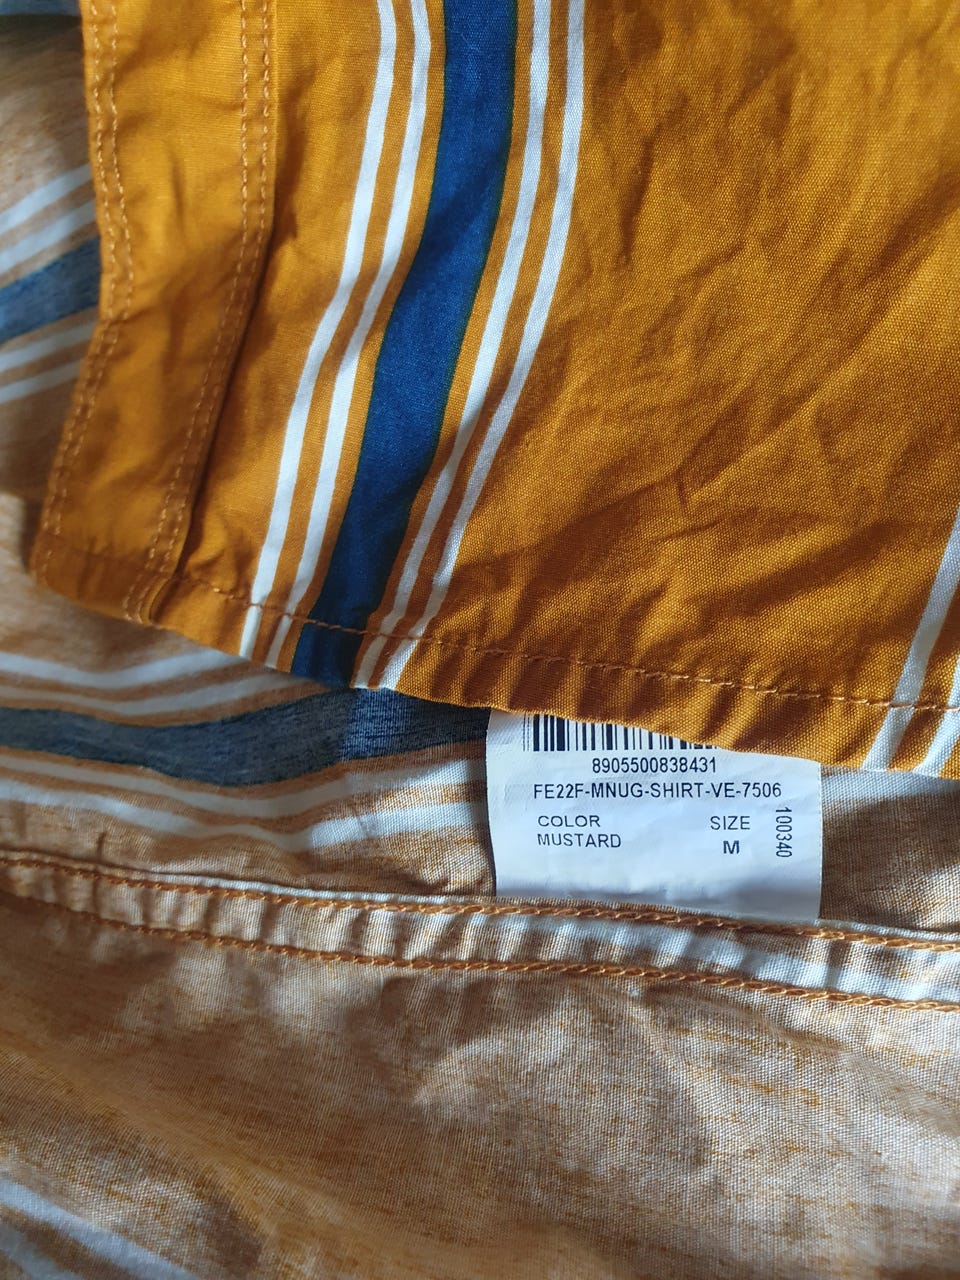 8905500838431
FE22F-MNUG-SHIRT-VE-7506
COLOR SIZE
MUSTARD M
100340